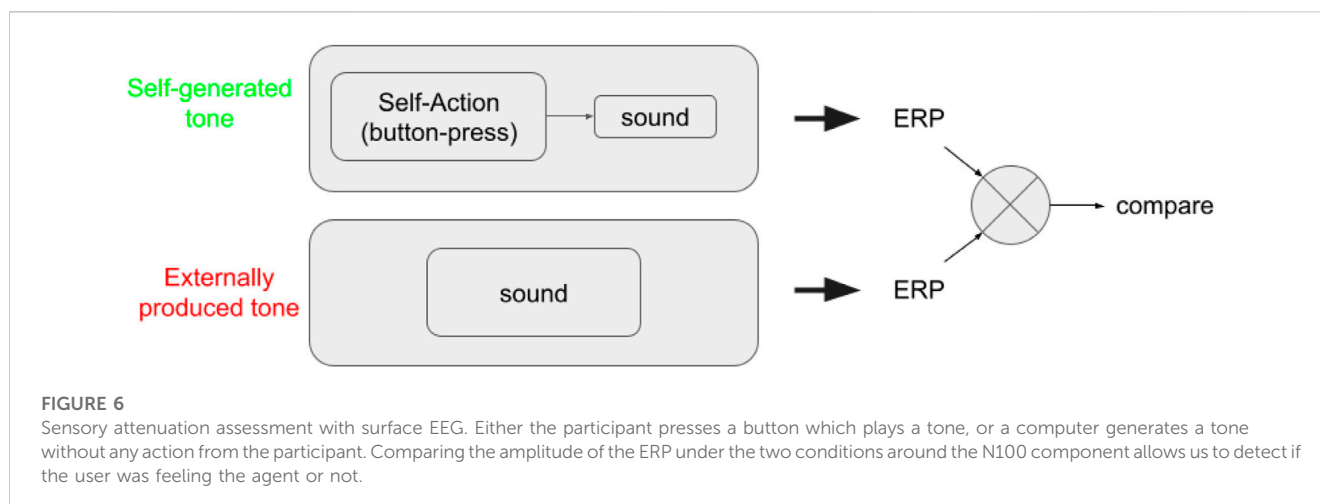 Self-generated
tone
Self-Action
(button-press)
sound
ERP
compare
Externally
produced tone
sound
ERP
FIGURE 6
Sensory attenuation assessment with surface EEG. Either the participant presses a button which plays a tone, or a computer generates a tone
without any action from the participant. Comparing the amplitude of the ERP under the two conditions around the N100 component allows us to detect if
the user was feeling the agent or not.